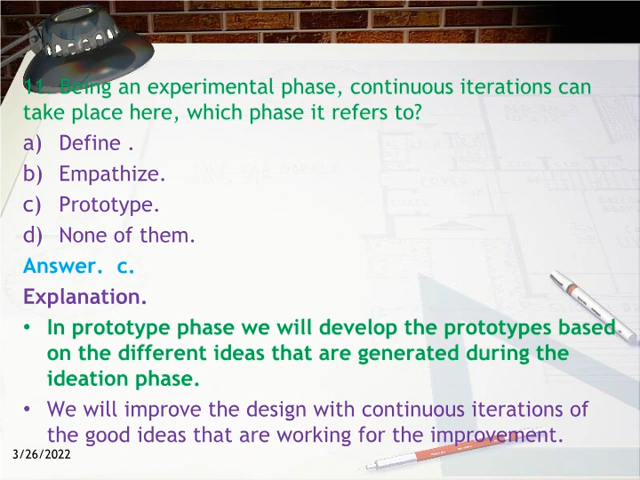 11. Being an experimental phase, continuous iterations can
take place here, which phase it refers to?
a) Define .
b) Empathize.
c) Prototype.
d) None of them.
Answer. c.
Explanation.
• In prototype phase we will develop the prototypes based
on the different ideas that are generated during the
ideation phase.
• We will improve the design with continuous iterations of
the good ideas that are working for the improvement.
3/26/2022